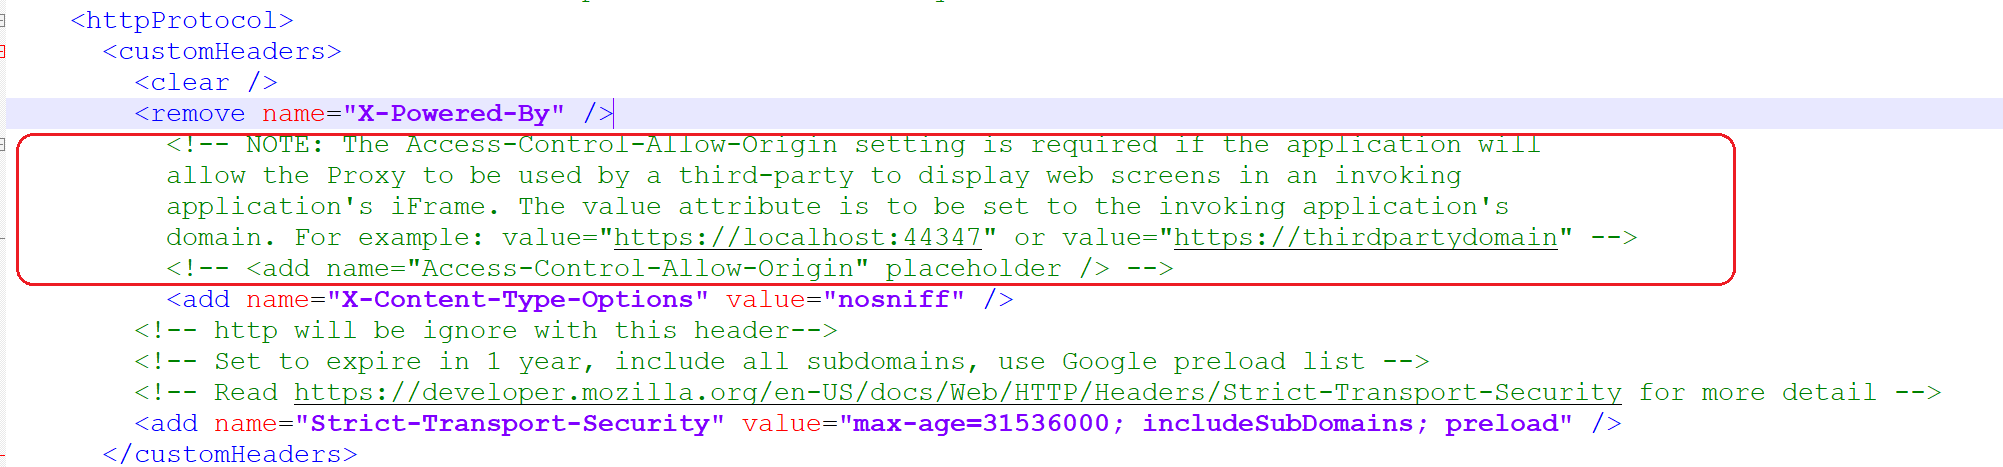 <httpProtocol>
<customHeaders>
<clear />
<remove name="X-Powered-By" />
<!-- NOTE: The Access-Control-Allow-Origin setting is required if the application will
allow the Proxy to be used by a third-party to display web screens in an invoking
application's iFrame. The value attribute is to be set to the invoking application's
domain. For example: value="https://localhost:44347" or value="https://thirdpartydomain" -->
<!-- <add name="Access-Control-Allow-Origin" placeholder /> -->
<add name="X-Content-Type-Options" value="nosniff" />
<!-- http will be ignore with this header-->
<!-- Set to expire in 1 year, include all subdomains, use Google preload list -->
<!-- Read https://developer.mozilla.org/en-US/docs/Web/HTTP/Headers/Strict-Transport-Security for more detail -->
<add name="Strict-Transport-Security" value="max-age=31536000; includeSubDomains; preload" />
</customHeaders>